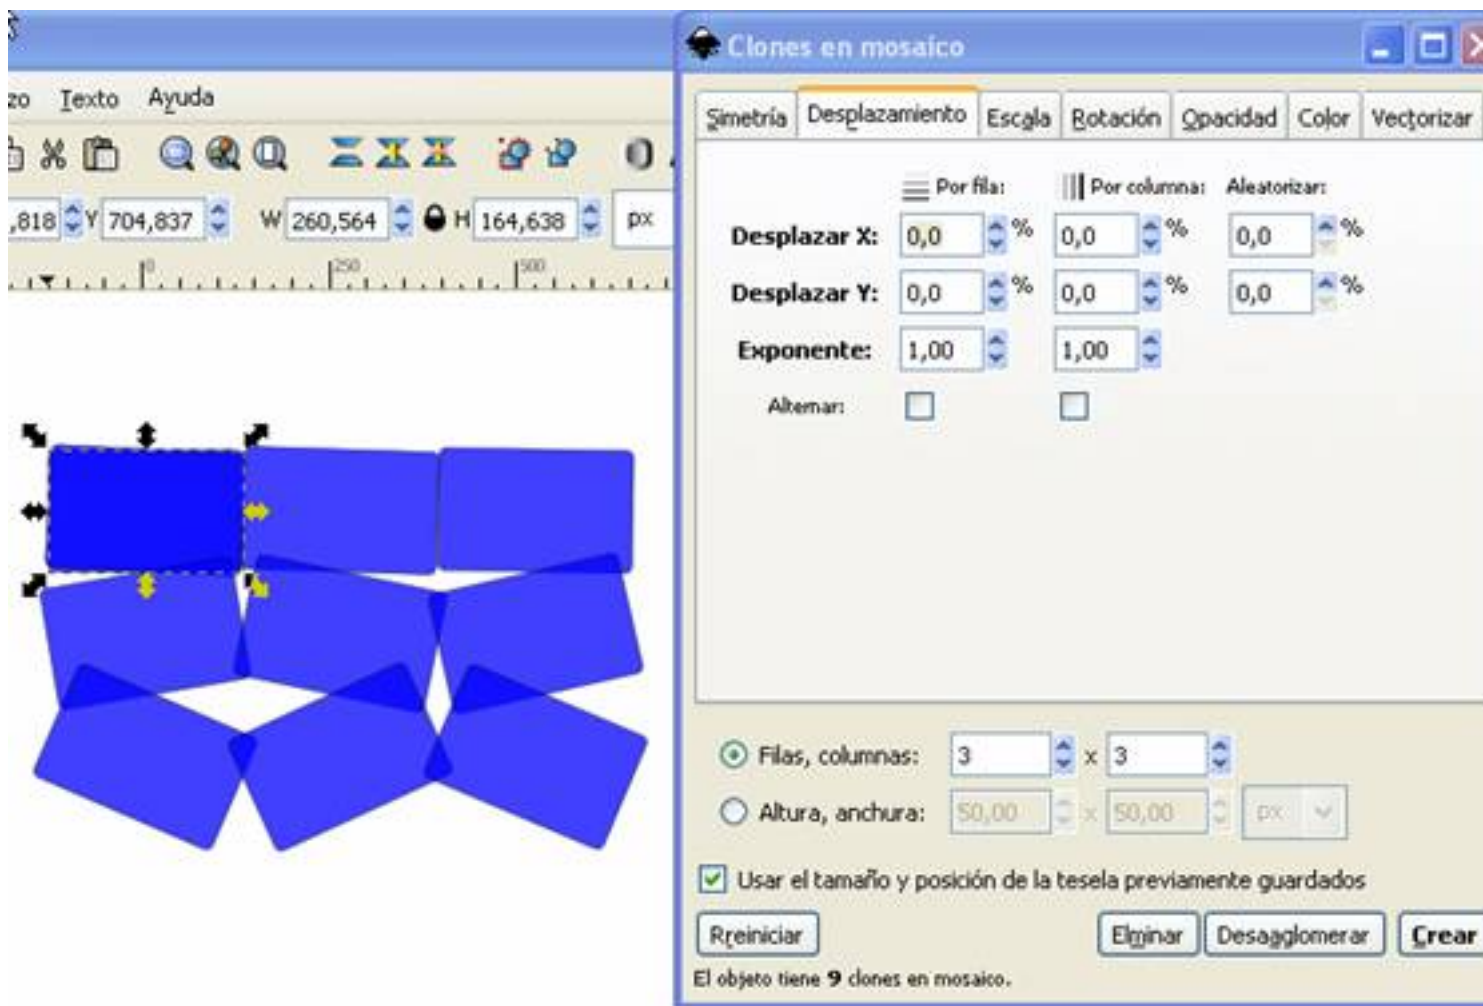 Clones en mosaico
zo Texto Ayuda
,818 Y 704,837 W 260,564 H 164,638 px
0 250 500
Simetría Desplazamiento Escala Rotación Opacidad Color Vectorizar
Por fila: Por columna: Aleatorizar:
Desplazar X: 0,0 % 0,0 % 0,0 %
Desplazar Y: 0,0 % 0,0 % 0,0 %
Exponente: 1,00 1,00
Alternar:
Filas, columnas: 3 x 3
Altura, anchura: 50,00 x 50,00 px
Usar el tamaño y posición de la tesela previamente guardados
Rreiniciar Elminar Desaglomerar Crear
El objeto tiene 9 clones en mosaico.